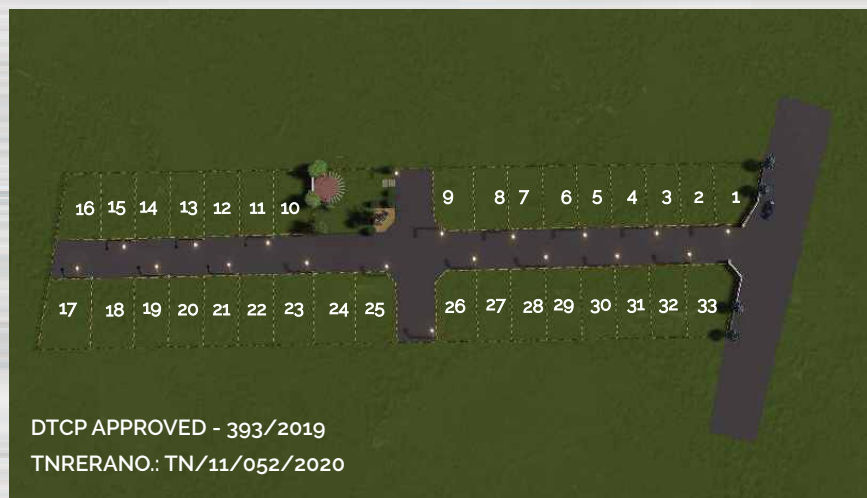 16 15 14 13 12 11 10 9 8 7 6 5 4 3 2 1
17 18 19 20 21 22 23 24 25 26 27 28 29 30 31 32 33
DTCP APPROVED - 393/2019
TNRERANO.: TN/11/052/2020